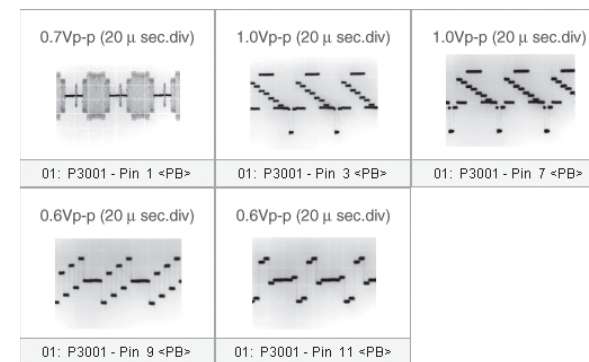 0.7Vp-p (20 μ sec.div)
1.0Vp-p (20 μ sec.div)
1.0Vp-p (20 μ sec.div)
01: P3001 - Pin 1 <PB>
01: P3001 - Pin 3 <PB>
01: P3001 - Pin 7 <PB>
0.6Vp-p (20 μ sec.div)
0.6Vp-p (20 μ sec.div)
01: P3001 - Pin 9 <PB>
01: P3001 - Pin 11 <PB>